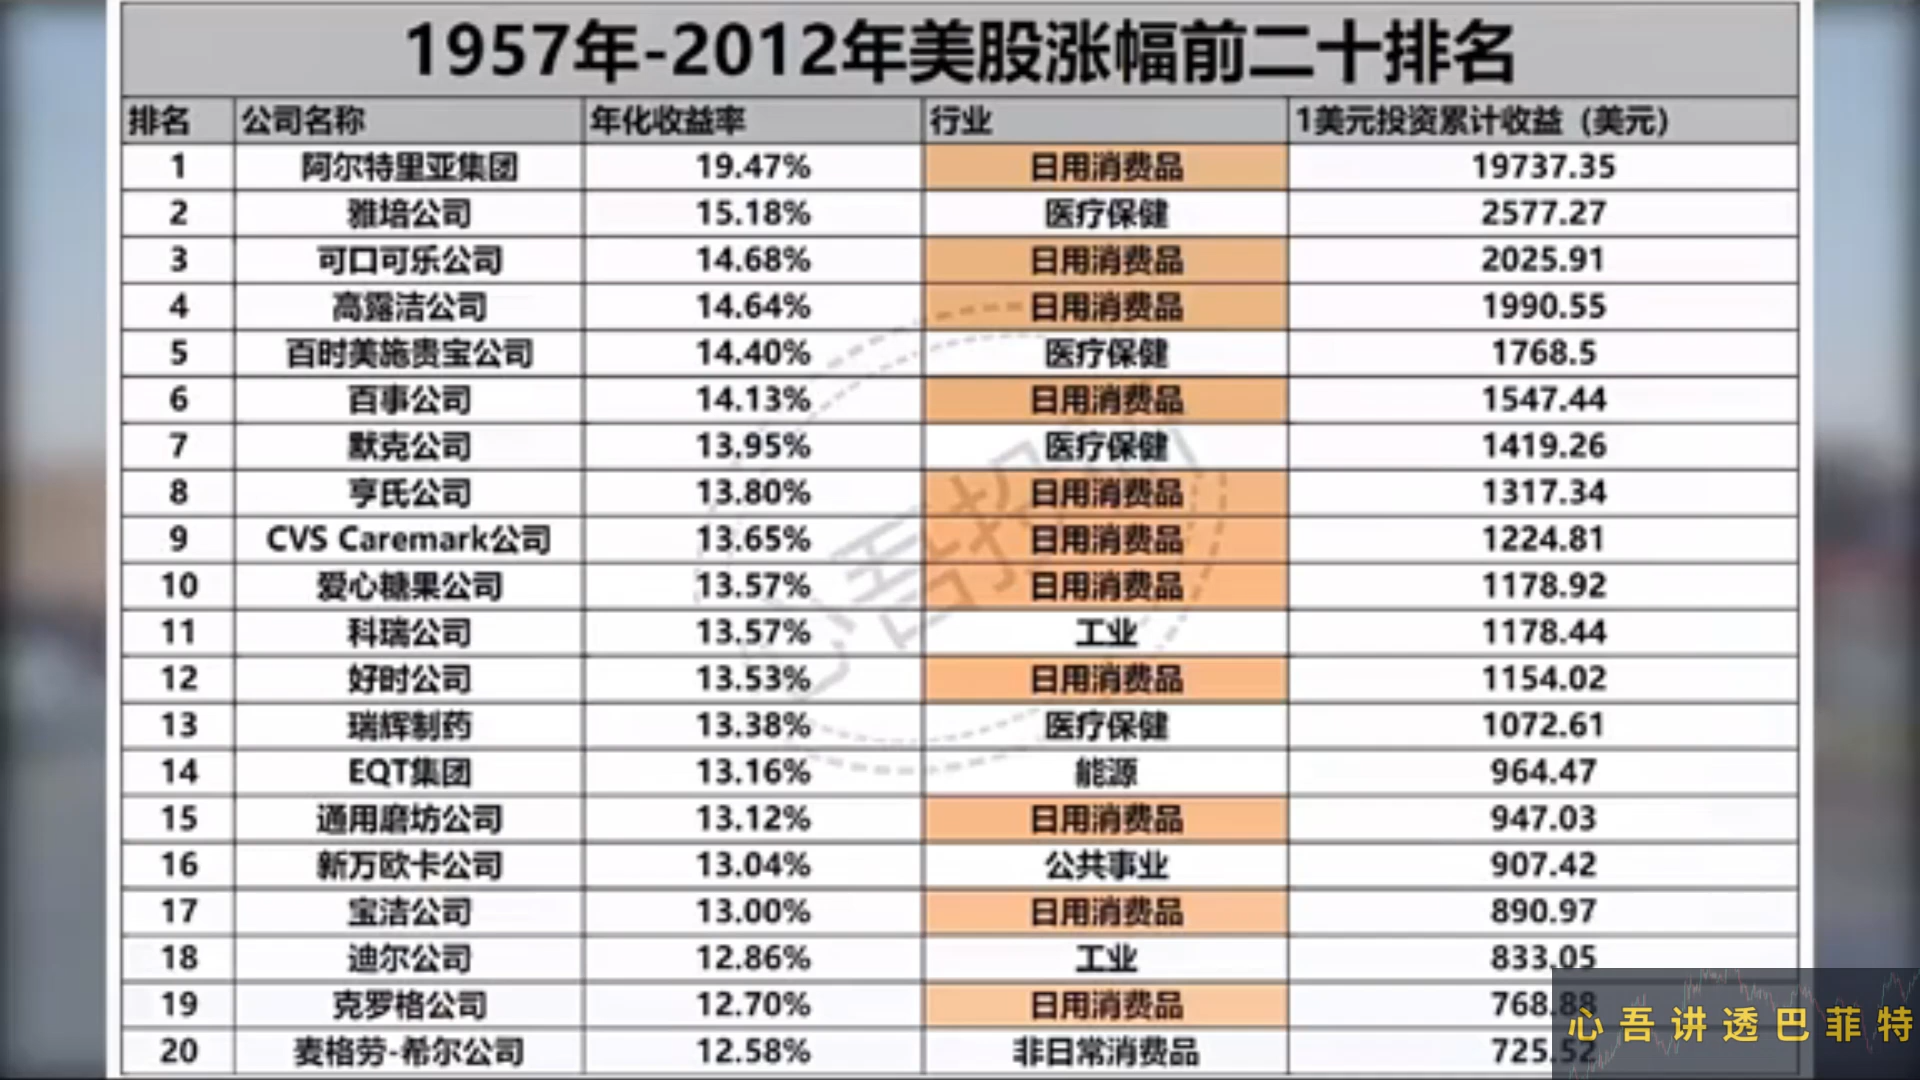 1957年-2012年美股涨幅前二十排名
排名 公司名称 年化收益率 行业 1美元投资累计收益（美元）
1 阿尔特里亚集团 19.47% 日用消费品 19737.35
2 雅培公司 15.18% 医疗保健 2577.27
3 可口可乐公司 14.68% 日用消费品 2025.91
4 高露洁公司 14.64% 日用消费品 1990.55
5 百时美施贵宝公司 14.40% 医疗保健 1768.5
6 百事公司 14.13% 日用消费品 1547.44
7 默克公司 13.95% 医疗保健 1419.26
8 亨氏公司 13.80% 日用消费品 1317.34
9 CVS Caremark公司 13.65% 日用消费品 1224.81
10 爱心糖果公司 13.57% 日用消费品 1178.92
11 科瑞公司 13.57% 工业 1178.44
12 好时公司 13.53% 日用消费品 1154.02
13 瑞辉制药 13.38% 医疗保健 1072.61
14 EQT集团 13.16% 能源 964.47
15 通用磨坊公司 13.12% 日用消费品 947.03
16 新万欧卡公司 13.04% 公共事业 907.42
17 宝洁公司 13.00% 日用消费品 890.97
18 迪尔公司 12.86% 工业 833.05
19 克罗格公司 12.70% 日用消费品 768.88
20 麦格劳-希尔公司 12.58% 非日常消费品 725.52
心吾讲透巴菲特
心吾投